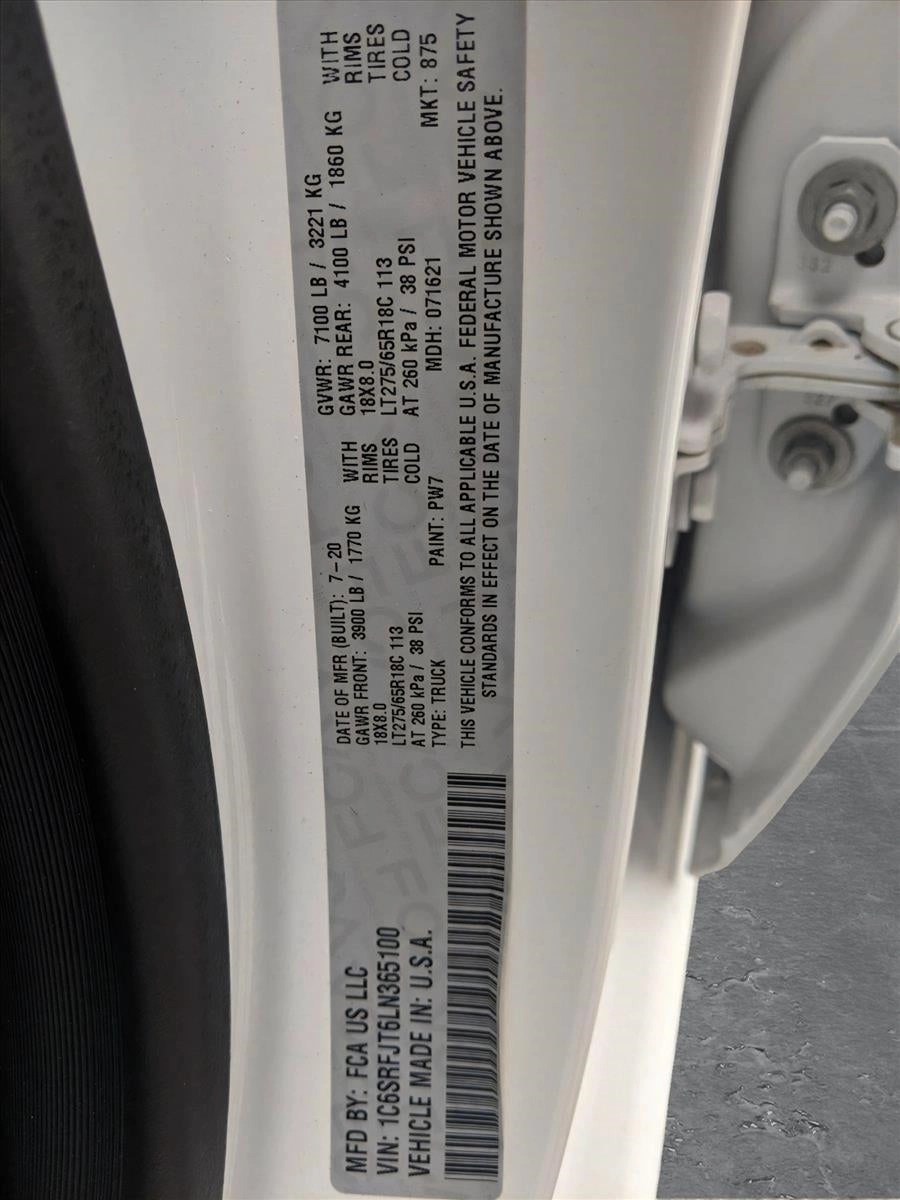 MFD BY: FCA US LLC
VIN: 1C6SRFJT6LN365100
VEHICLE MADE IN: U.S.A.
DATE OF MFR (BUILT): 7-20
GAWR FRONT: 3900 LB / 1770 KG WITH
18X8.0 RIMS
LT275/65R18C 113 TIRES
AT 260 kPa / 38 PSI COLD
GVWR: 7100 LB / 3221 KG
GAWR REAR: 4100 LB / 1860 KG WITH
18X8.0 RIMS
LT275/65R18C 113 TIRES
AT 260 kPa / 38 PSI COLD
TYPE: TRUCK PAINT: PW7 MDH: 071621 MKT: 875
THIS VEHICLE CONFORMS TO ALL APPLICABLE U.S.A. FEDERAL MOTOR VEHICLE SAFETY
STANDARDS IN EFFECT ON THE DATE OF MANUFACTURE SHOWN ABOVE.